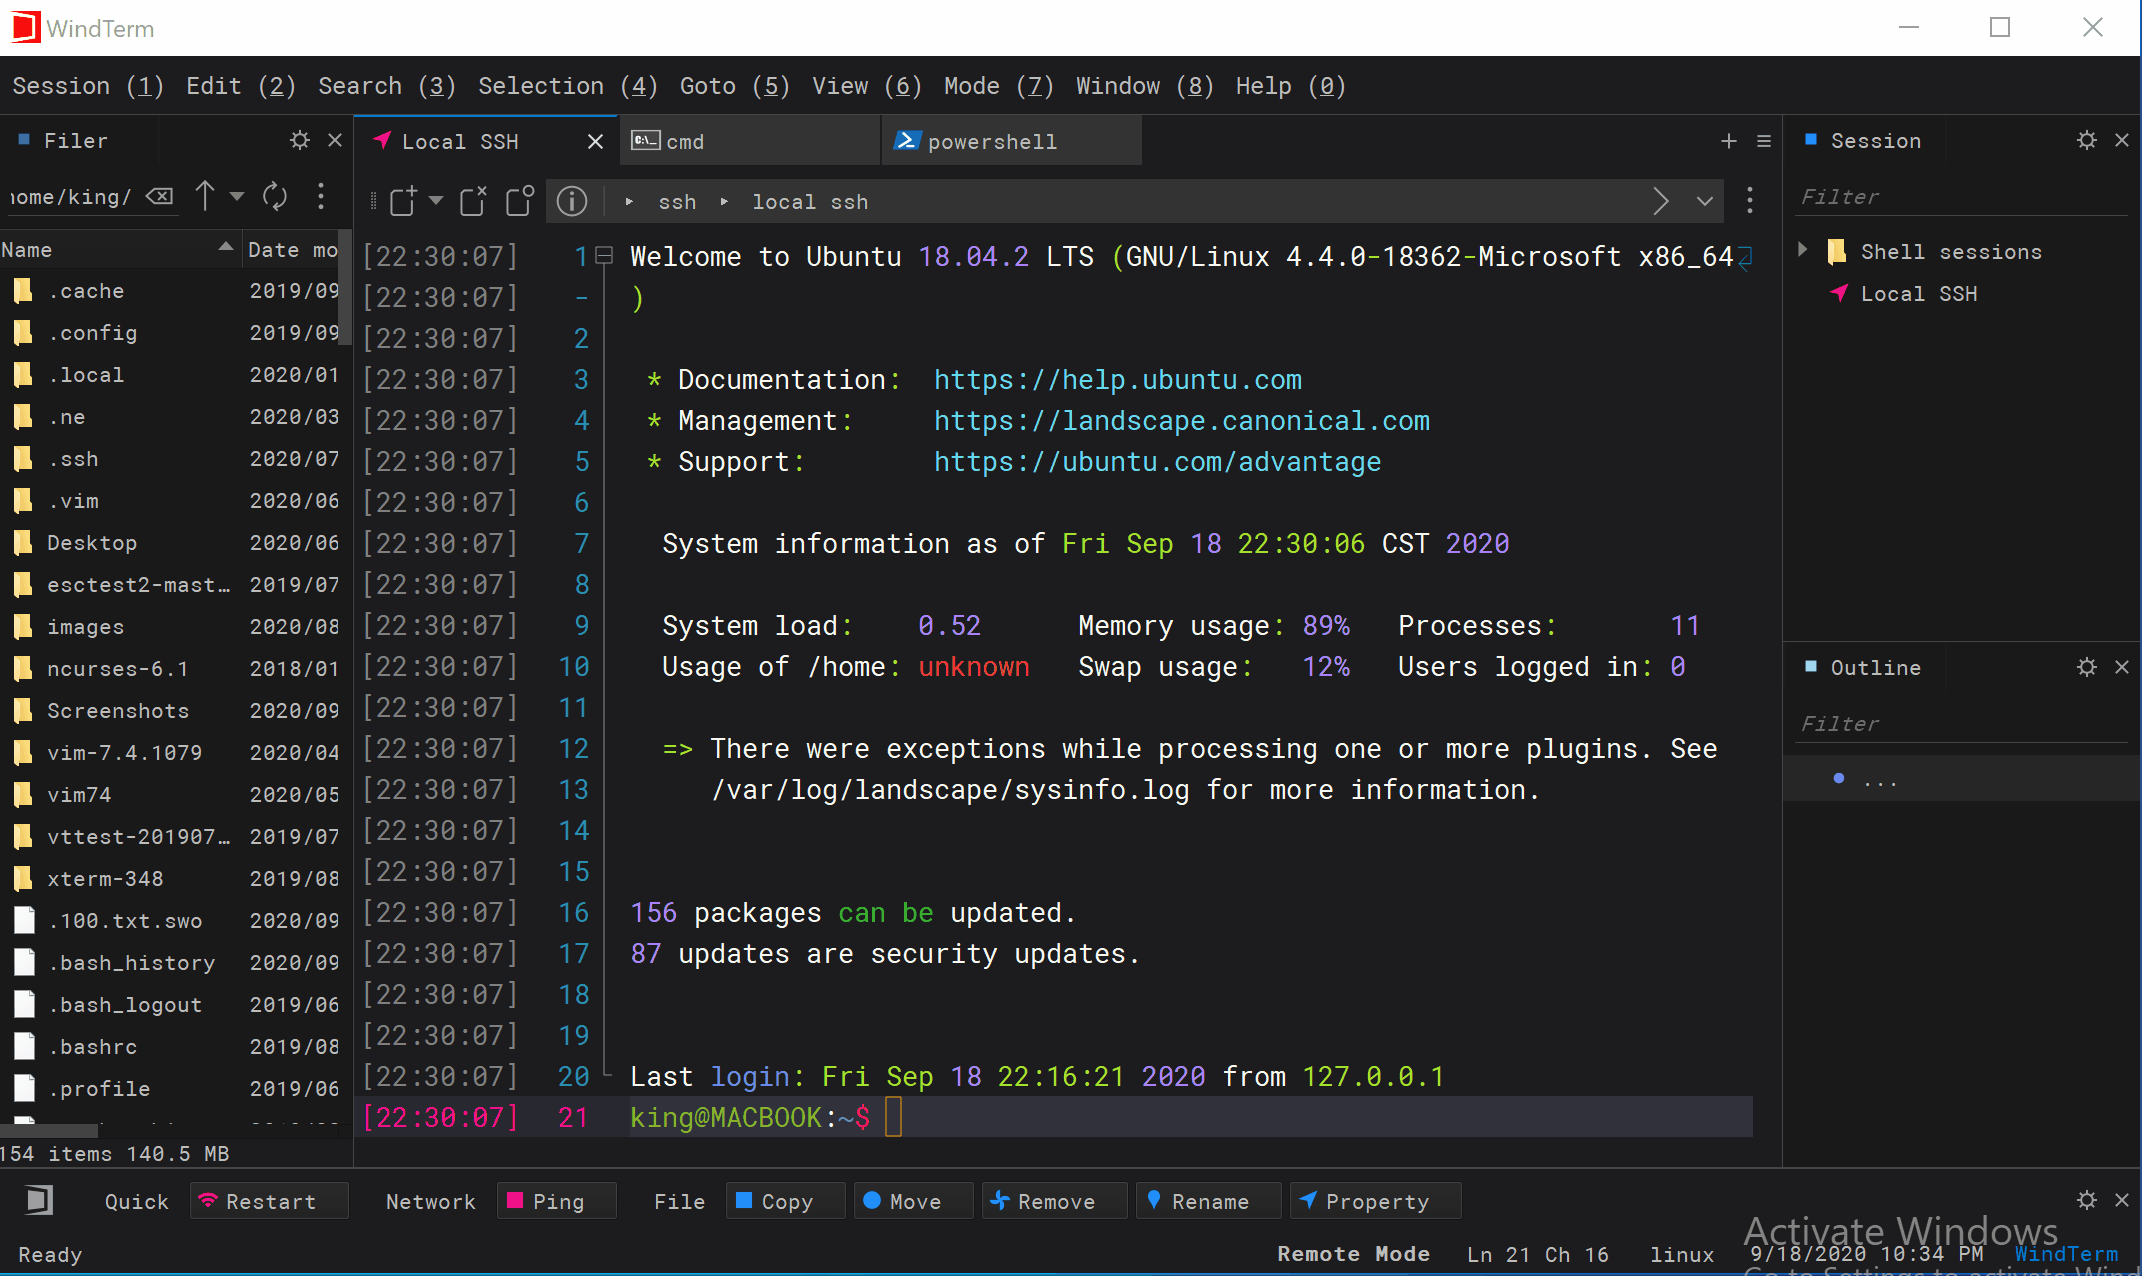 WindTerm
Session (1) Edit (2) Search (3) Selection (4) Goto (5) View (6) Mode (7) Window (8) Help (0)
Filer
home/king/
Name Date mo
.cache 2019/09
.config 2019/09
.local 2020/01
.ne 2020/03
.ssh 2020/07
.vim 2020/06
Desktop 2020/06
esctest2-mast… 2019/07
images 2020/08
ncurses-6.1 2018/01
Screenshots 2020/09
vim-7.4.1079 2020/04
vim74 2020/05
vttest-201907… 2019/07
xterm-348 2019/08
.100.txt.swo 2020/09
.bash_history 2020/09
.bash_logout 2019/06
.bashrc 2019/08
.profile 2019/06
154 items 140.5 MB
Local SSH cmd powershell
ssh local ssh
[22:30:07] 1 Welcome to Ubuntu 18.04.2 LTS (GNU/Linux 4.4.0-18362-Microsoft x86_64
[22:30:07] - )
[22:30:07] 2
[22:30:07] 3 * Documentation: https://help.ubuntu.com
[22:30:07] 4 * Management: https://landscape.canonical.com
[22:30:07] 5 * Support: https://ubuntu.com/advantage
[22:30:07] 6
[22:30:07] 7 System information as of Fri Sep 18 22:30:06 CST 2020
[22:30:07] 8
[22:30:07] 9 System load: 0.52 Memory usage: 89% Processes: 11
[22:30:07] 10 Usage of /home: unknown Swap usage: 12% Users logged in: 0
[22:30:07] 11
[22:30:07] 12 => There were exceptions while processing one or more plugins. See
[22:30:07] 13 /var/log/landscape/sysinfo.log for more information.
[22:30:07] 14
[22:30:07] 15
[22:30:07] 16 156 packages can be updated.
[22:30:07] 17 87 updates are security updates.
[22:30:07] 18
[22:30:07] 19
[22:30:07] 20 Last login: Fri Sep 18 22:16:21 2020 from 127.0.0.1
[22:30:07] 21 king@MACBOOK:~$
Session
Filter
Shell sessions
Local SSH
Outline
Filter
...
Quick Restart Network Ping File Copy Move Remove Rename Property
Activate Windows
Ready Remote Mode Ln 21 Ch 16 linux 9/18/2020 10:34 PM WindTerm